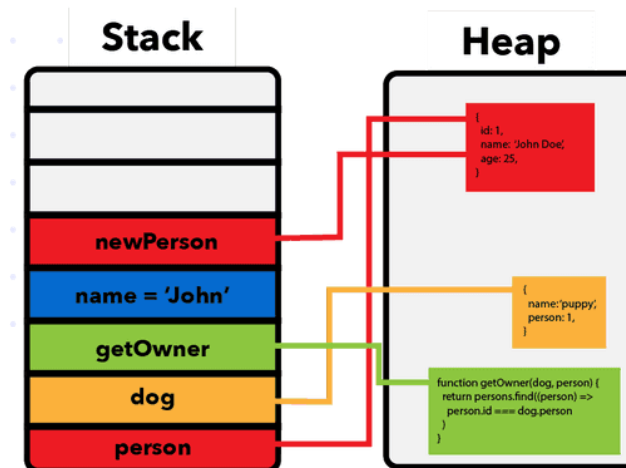 Stack
Heap
newPerson
name = ‘John’
getOwner
dog
person
{
id: 1,
name: ‘John Doe’,
age: 25,
}
{
name:‘puppy’,
person: 1,
}
function getOwner(dog, person) {
return persons.find((person) =>
person.id === dog.person
)
}